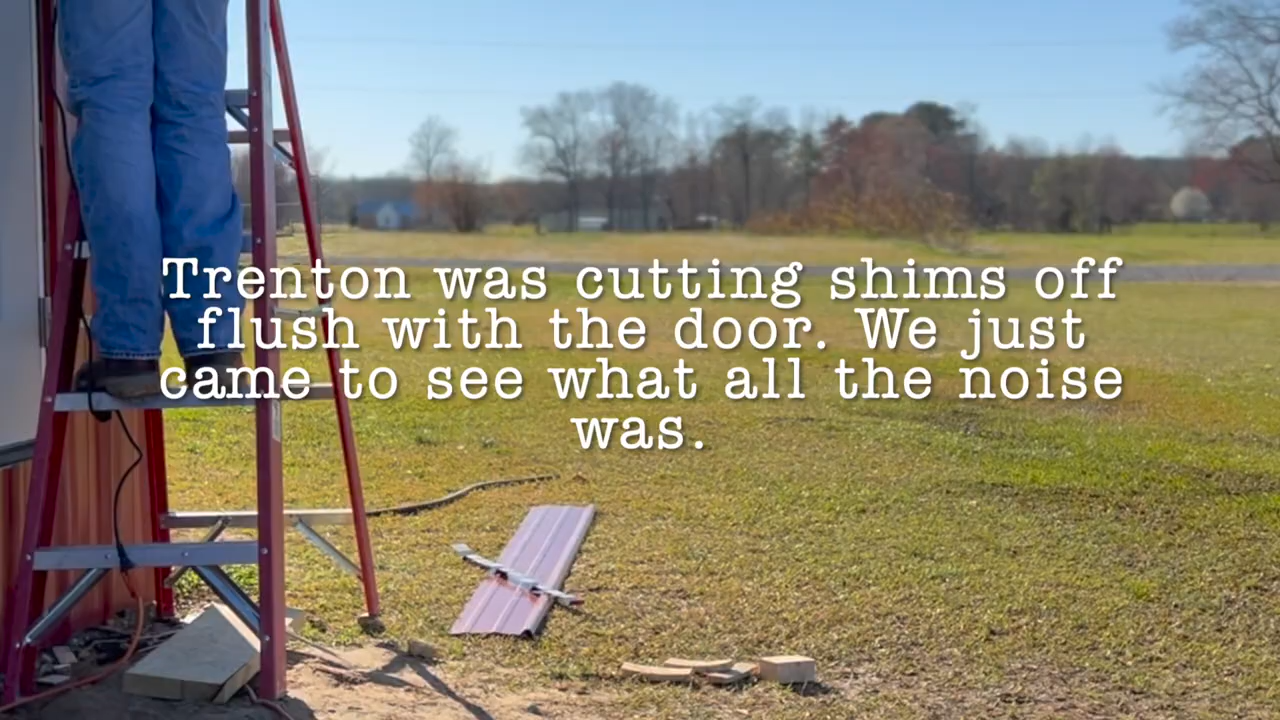 Trenton was cutting shims off
flush with the door. We just
came to see what all the noise
was.